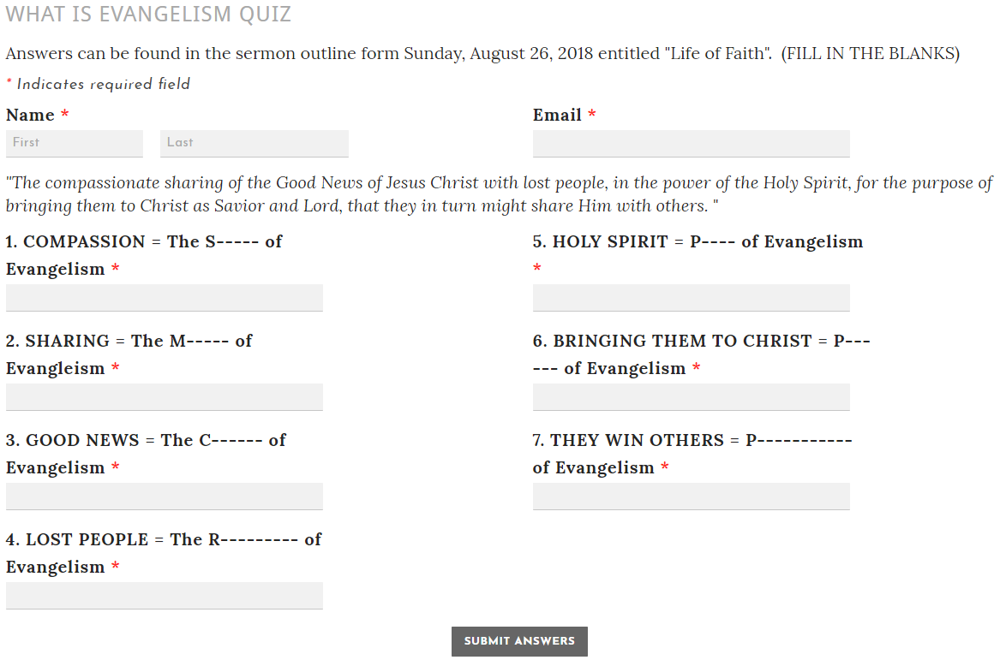 WHAT IS EVANGELISM QUIZ
Answers can be found in the sermon outline form Sunday, August 26, 2018 entitled "Life of Faith".  (FILL IN THE BLANKS)
* Indicates required field
Name *
First
Last
Email *
"The compassionate sharing of the Good News of Jesus Christ with lost people, in the power of the Holy Spirit, for the purpose of
bringing them to Christ as Savior and Lord, that they in turn might share Him with others. "
1. COMPASSION = The S----- of
Evangelism *
2. SHARING = The M----- of
Evangleism *
3. GOOD NEWS = The C------ of
Evangelism *
4. LOST PEOPLE = The R--------- of
Evangelism *
5. HOLY SPIRIT = P---- of Evangelism
*
6. BRINGING THEM TO CHRIST = P---
--- of Evangelism *
7. THEY WIN OTHERS = P-----------
of Evangelism *
SUBMIT ANSWERS